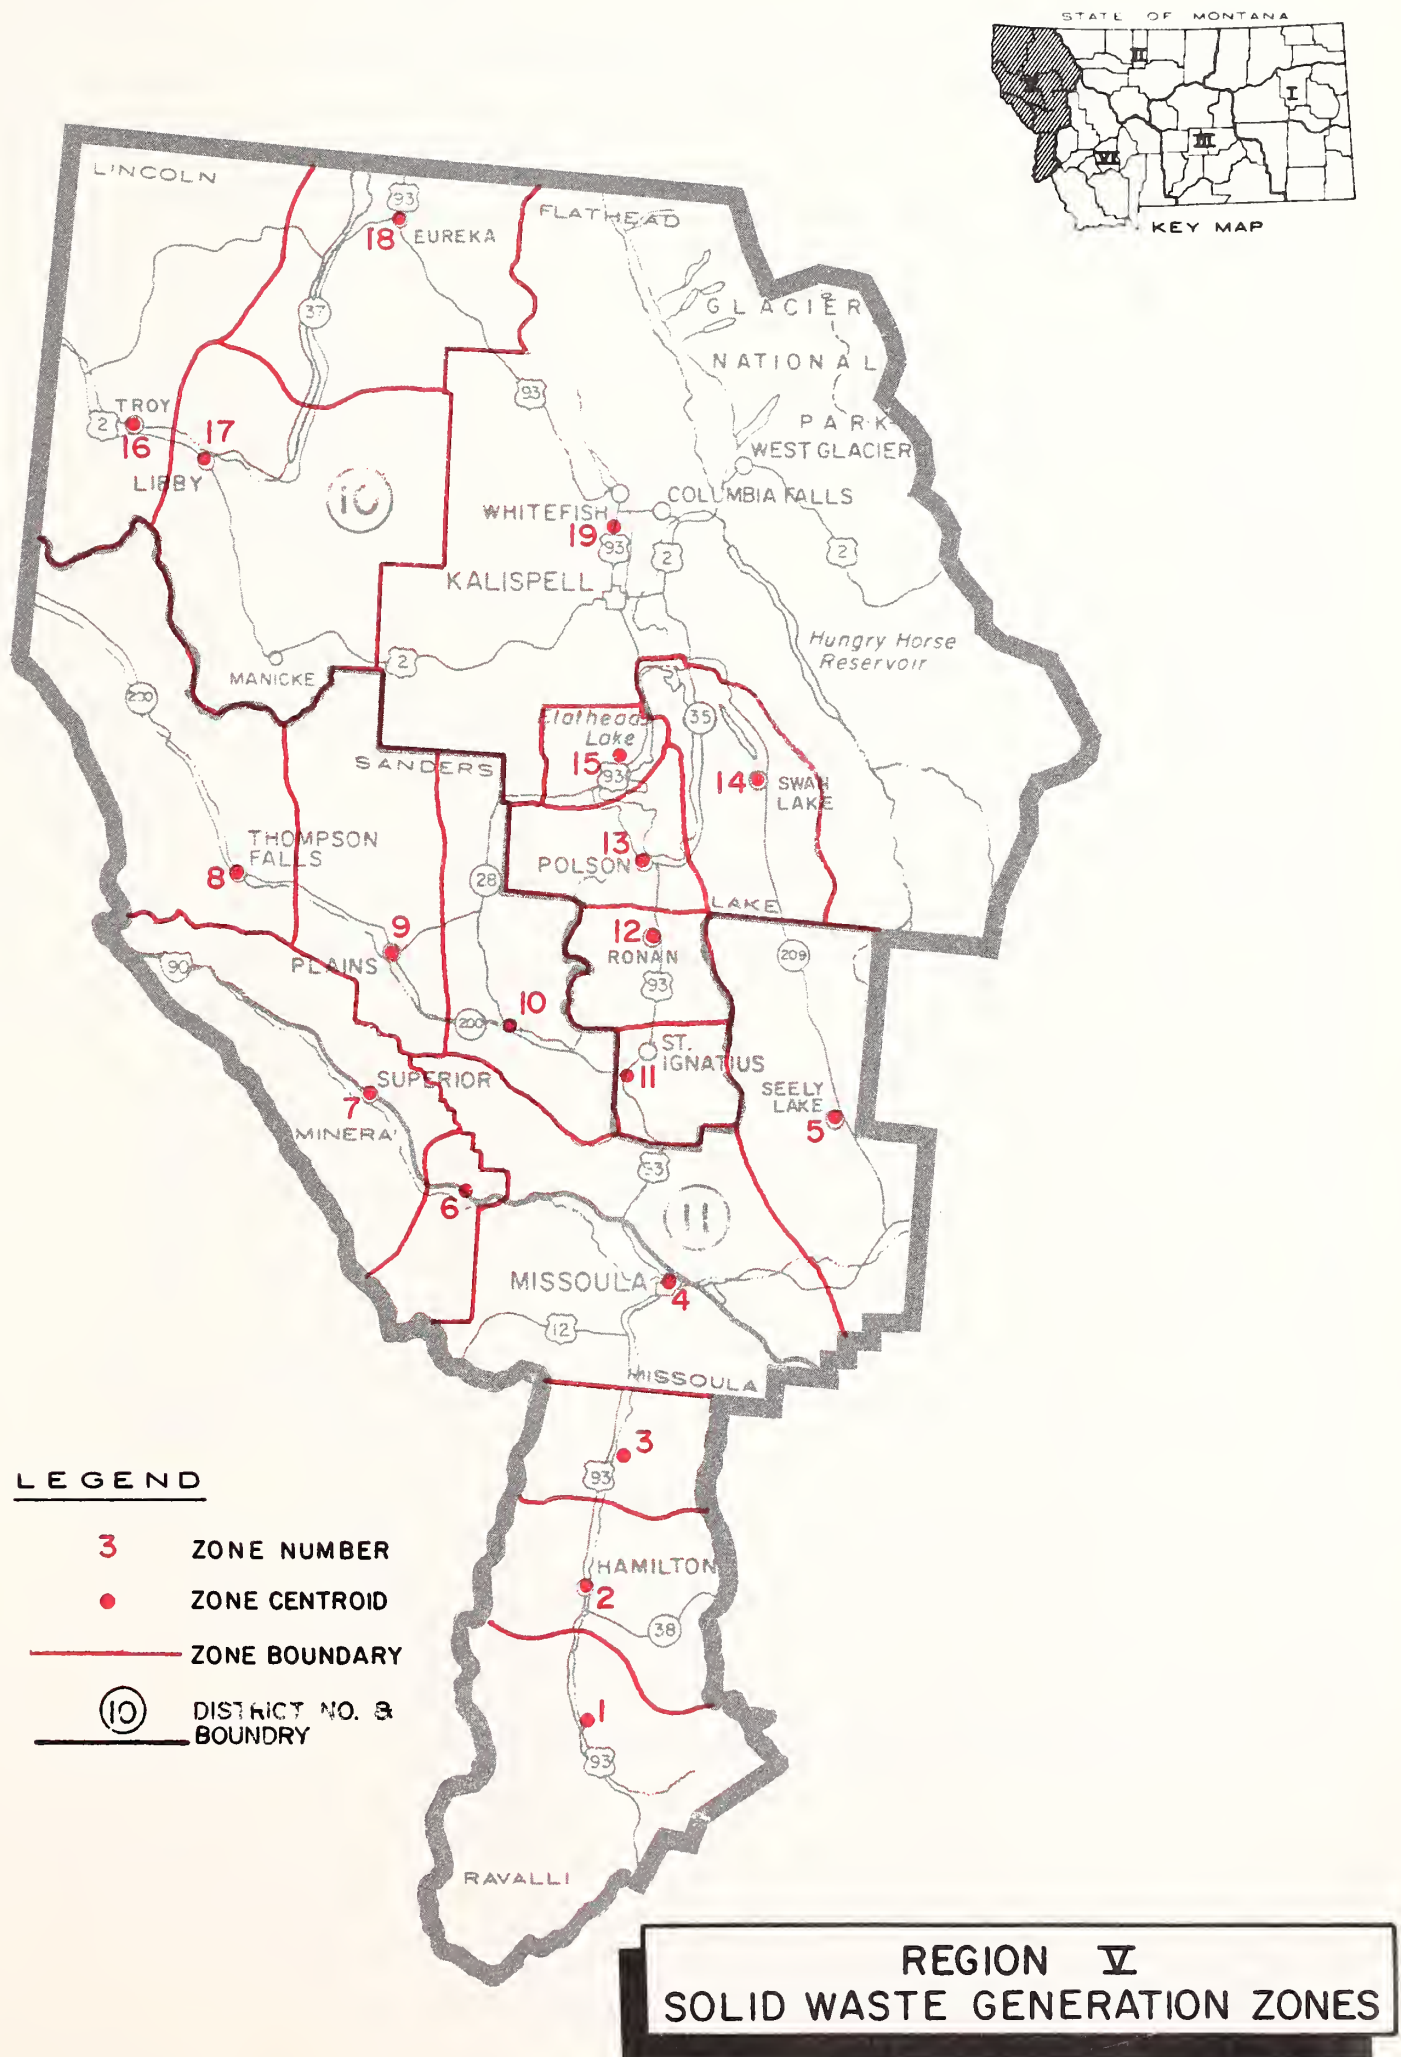 STATE OF MONTANA
II
V
I
III
VI
KEY MAP
LINCOLN
93
18 EUREKA
FLATHEAD
37
GLACIER
NATIONAL
PARK
93
TROY
2
16
17
LIBBY
10
WEST GLACIER
WHITEFISH
COLUMBIA FALLS
19
93
2
2
KALISPELL
Hungry Horse
Reservoir
2
MANICKE
200
35
Flathead
Lake
15
93
SANDERS
14
SWAN
LAKE
THOMPSON
FALLS
8
13
POLSON
28
LAKE
9
PLAINS
90
12
RONAN
93
209
10
200
ST.
IGNATIUS
11
SUPERIOR
7
MINERA
SEELY
LAKE
5
93
6
11
MISSOULA
4
12
MISSOULA
3
93
LEGEND
3 ZONE NUMBER
ZONE CENTROID
ZONE BOUNDARY
10 DISTRICT NO. &
BOUNDRY
HAMILTON
2
38
1
93
RAVALLI
REGION V
SOLID WASTE GENERATION ZONES